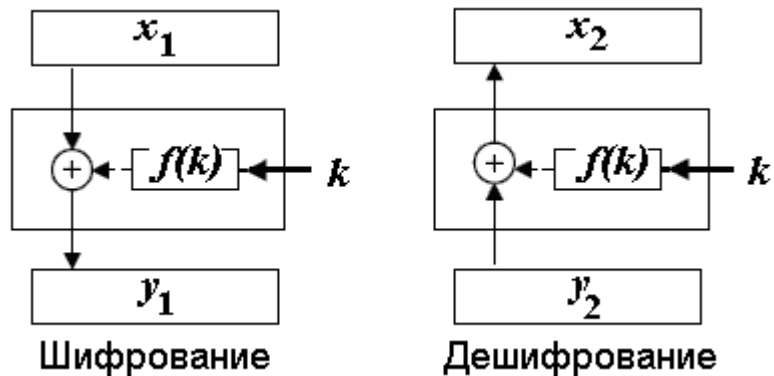 x1
x2
+ f(k) k
+ f(k) k
y1
y2
Шифрование
Дешифрование